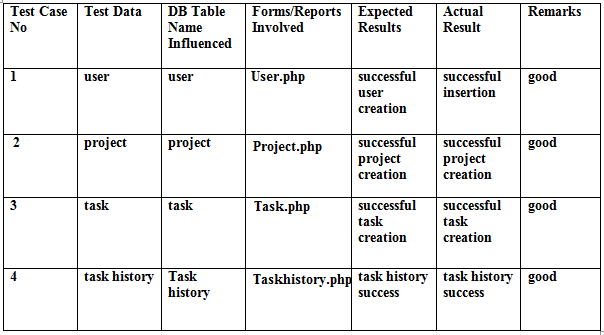 Test Case No Test Data DB Table Name Influenced Forms/Reports Involved Expected Results Actual Result Remarks
1 user user User.php successful user creation successful insertion good
2 project project Project.php successful project creation successful project creation good
3 task task Task.php successful task creation successful task creation good
4 task history Task history Taskhistory.php task history success task history success good